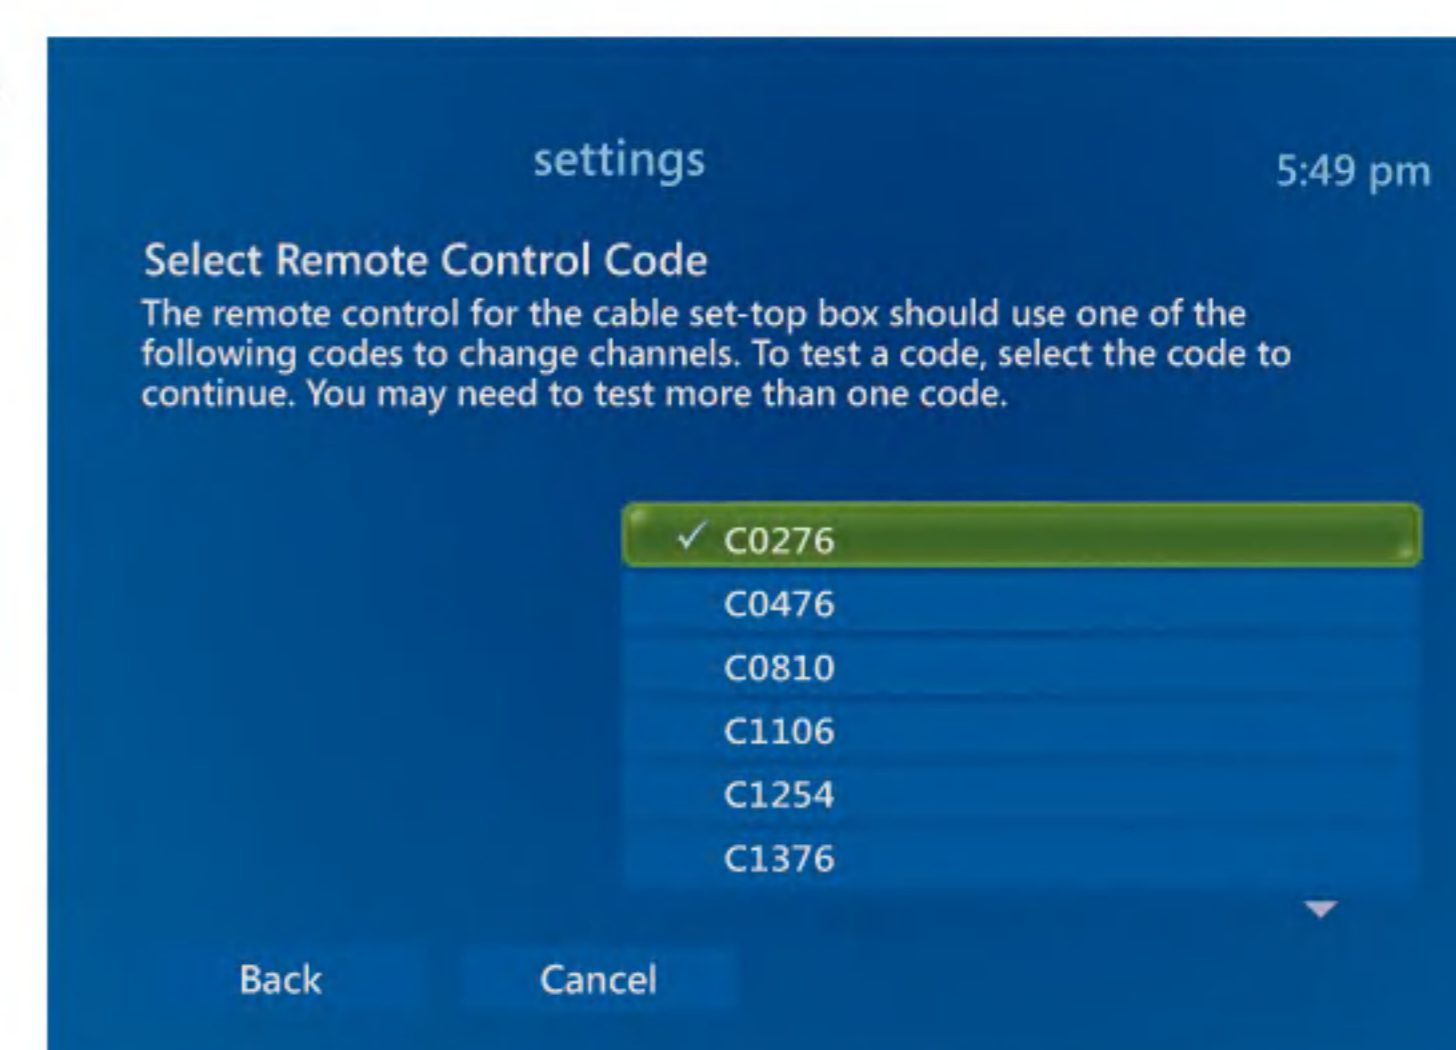 settings
5:49 pm
Select Remote Control Code
The remote control for the cable set-top box should use one of the
following codes to change channels. To test a code, select the code to
continue. You may need to test more than one code.
✓ C0276
C0476
C0810
C1106
C1254
C1376
Back
Cancel